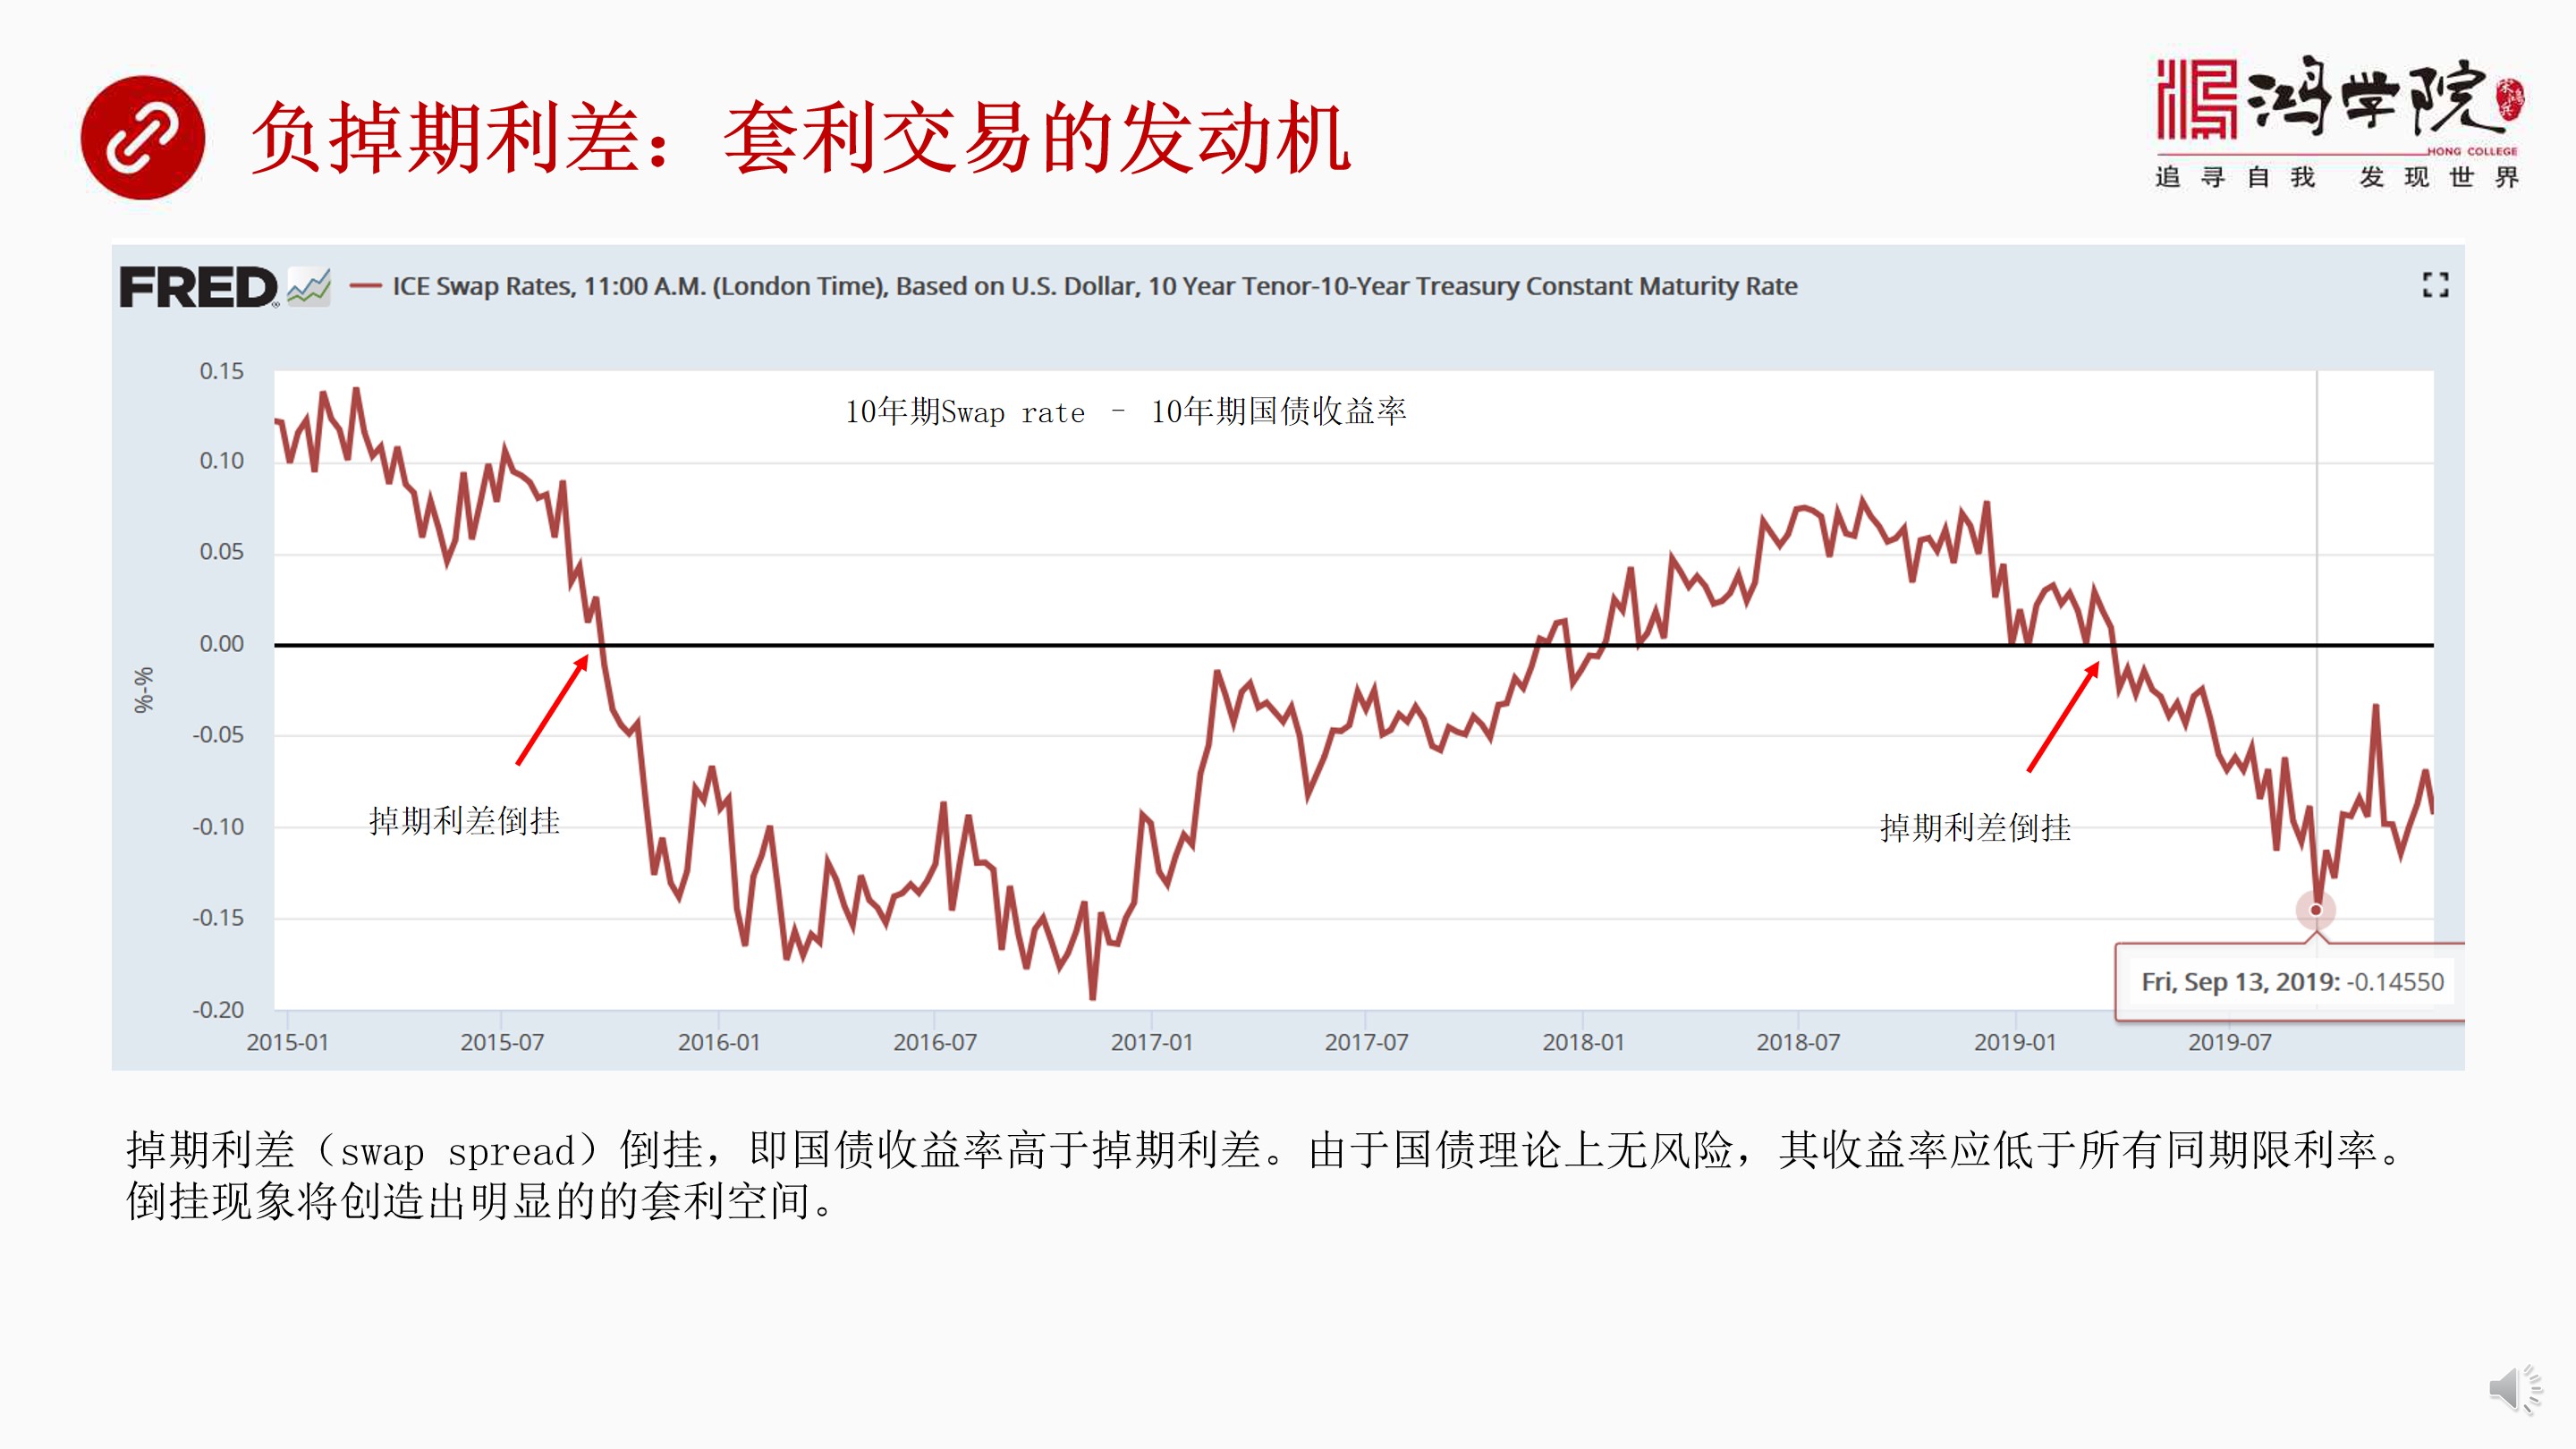 负掉期利差：套利交易的发动机
鸿学院
HONG COLLEGE
追寻自我 发现世界
FRED
ICE Swap Rates, 11:00 A.M. (London Time), Based on U.S. Dollar, 10 Year Tenor-10-Year Treasury Constant Maturity Rate
10年期Swap rate - 10年期国债收益率
0.15
0.10
0.05
0.00
-0.05
-0.10
-0.15
-0.20
%-%
掉期利差倒挂
掉期利差倒挂
Fri, Sep 13, 2019: -0.14550
2015-01 2015-07 2016-01 2016-07 2017-01 2017-07 2018-01 2018-07 2019-01 2019-07
掉期利差（swap spread）倒挂，即国债收益率高于掉期利差。由于国债理论上无风险，其收益率应低于所有同期限利率。
倒挂现象将创造出明显的的套利空间。